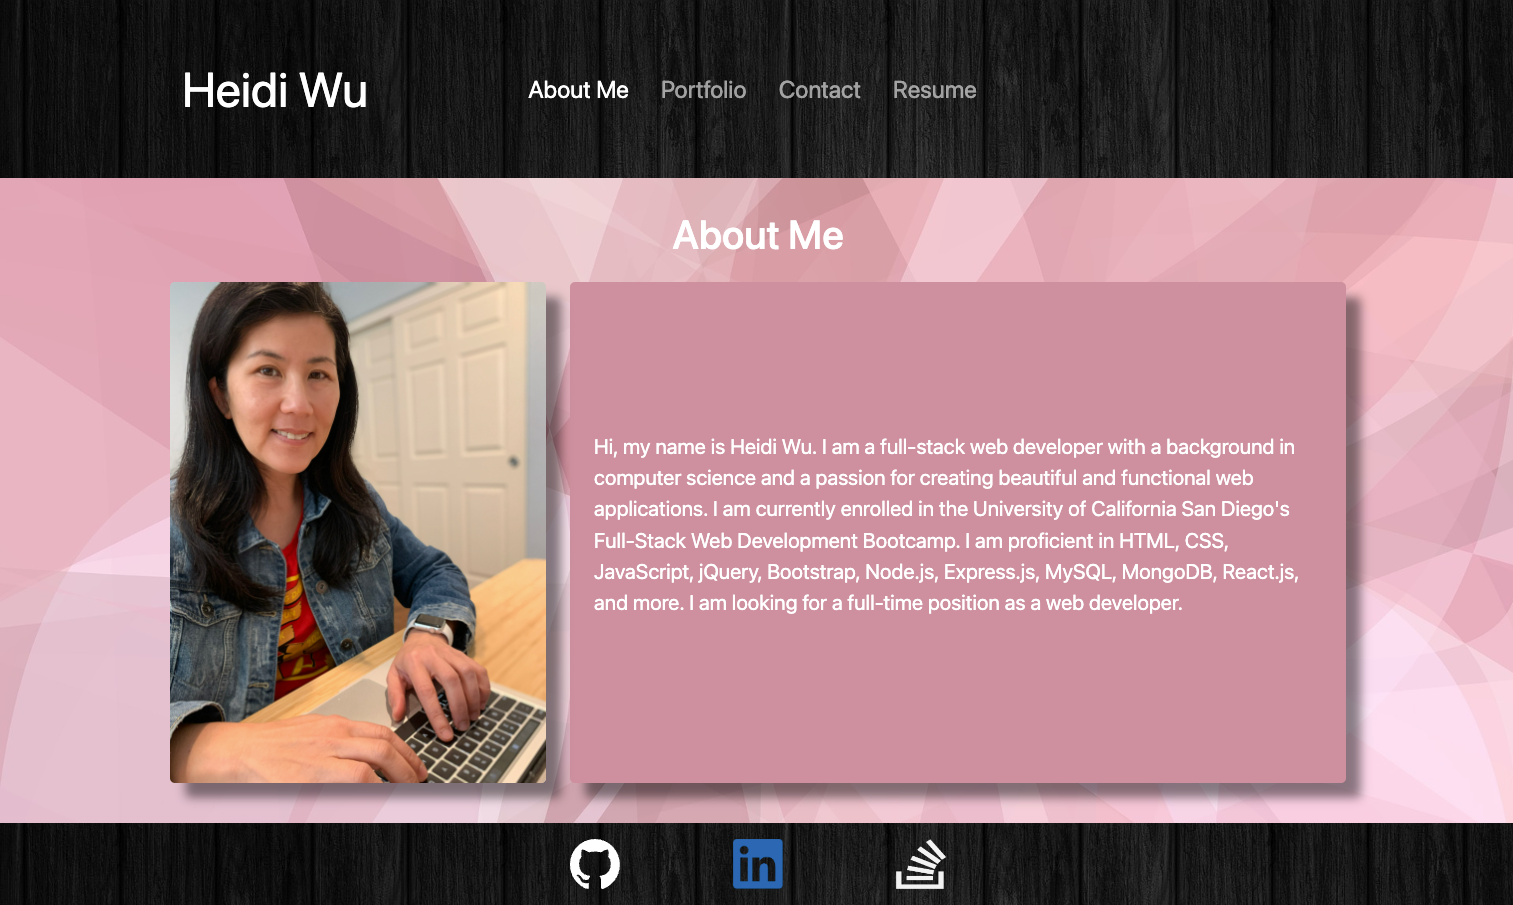 Heidi Wu
About Me Portfolio Contact Resume
About Me
Hi, my name is Heidi Wu. I am a full-stack web developer with a background in
computer science and a passion for creating beautiful and functional web
applications. I am currently enrolled in the University of California San Diego's
Full-Stack Web Development Bootcamp. I am proficient in HTML, CSS,
JavaScript, jQuery, Bootstrap, Node.js, Express.js, MySQL, MongoDB, React.js,
and more. I am looking for a full-time position as a web developer.
in